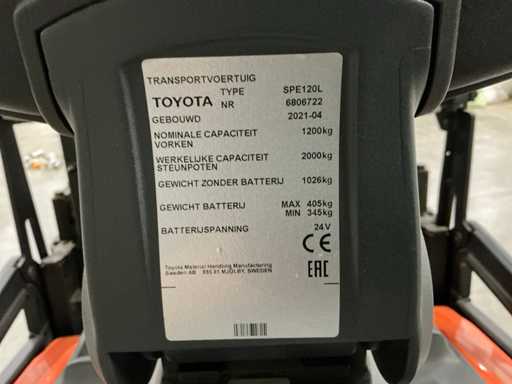 TRANSPORTVOERTUIG
TYPE SPE120L
TOYOTA NR 6806722
GEBOUWD 2021-04
NOMINALE CAPACITEIT 1200kg
VORKEN
WERKELIJKE CAPACITEIT 2000kg
STEUNPOTEN
GEWICHT ZONDER BATTERIJ 1026kg
GEWICHT BATTERIJ MAX 405kg
MIN 345kg
BATTERIJSPANNING 24V
CE
Toyota Material Handling Manufacturing
Sweden AB 595 81 MJÖLBY, SWEDEN
EAC